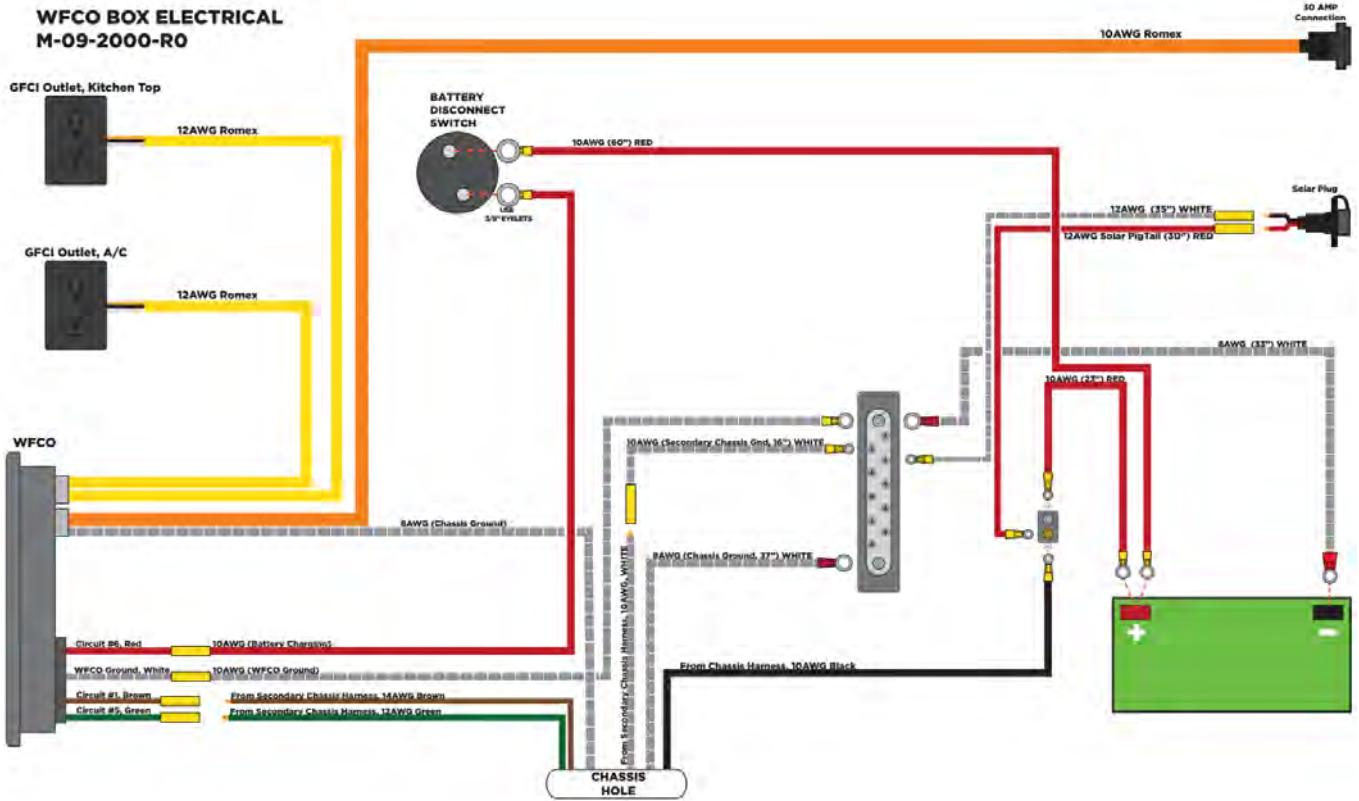 WFCO BOX ELECTRICAL
M-09-2000-R0
30 AMP
Connection
10AWG Romex
GFCI Outlet, Kitchen Top
12AWG Romex
BATTERY
DISCONNECT
SWITCH
10AWG (60") RED
USE
3/8" EYELETS
Solar Plug
12AWG (35") WHITE
12AWG Solar PigTail (30") RED
GFCI Outlet, A/C
12AWG Romex
8AWG (33") WHITE
10AWG (23") RED
WFCO
10AWG (Secondary Chassis Gnd, 16") WHITE
8AWG (Chassis Ground)
8AWG (Chassis Ground, 37") WHITE
From Secondary Chassis Harness, 10AWG, WHITE
+
-
Circuit #6, Red
10AWG (Battery Charging)
WFCO Ground, White
10AWG (WFCO Ground)
From Chassis Harness, 10AWG Black
Circuit #1, Brown
From Secondary Chassis Harness, 14AWG Brown
Circuit #5, Green
From Secondary Chassis Harness, 12AWG Green
CHASSIS
HOLE